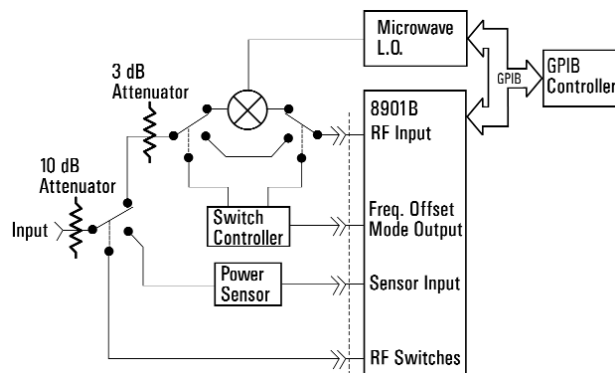 Microwave
L.O.
GPIB
GPIB
Controller
3 dB
Attenuator
8901B
RF Input
10 dB
Attenuator
Input
Switch
Controller
Freq. Offset
Mode Output
Power
Sensor
Sensor Input
RF Switches